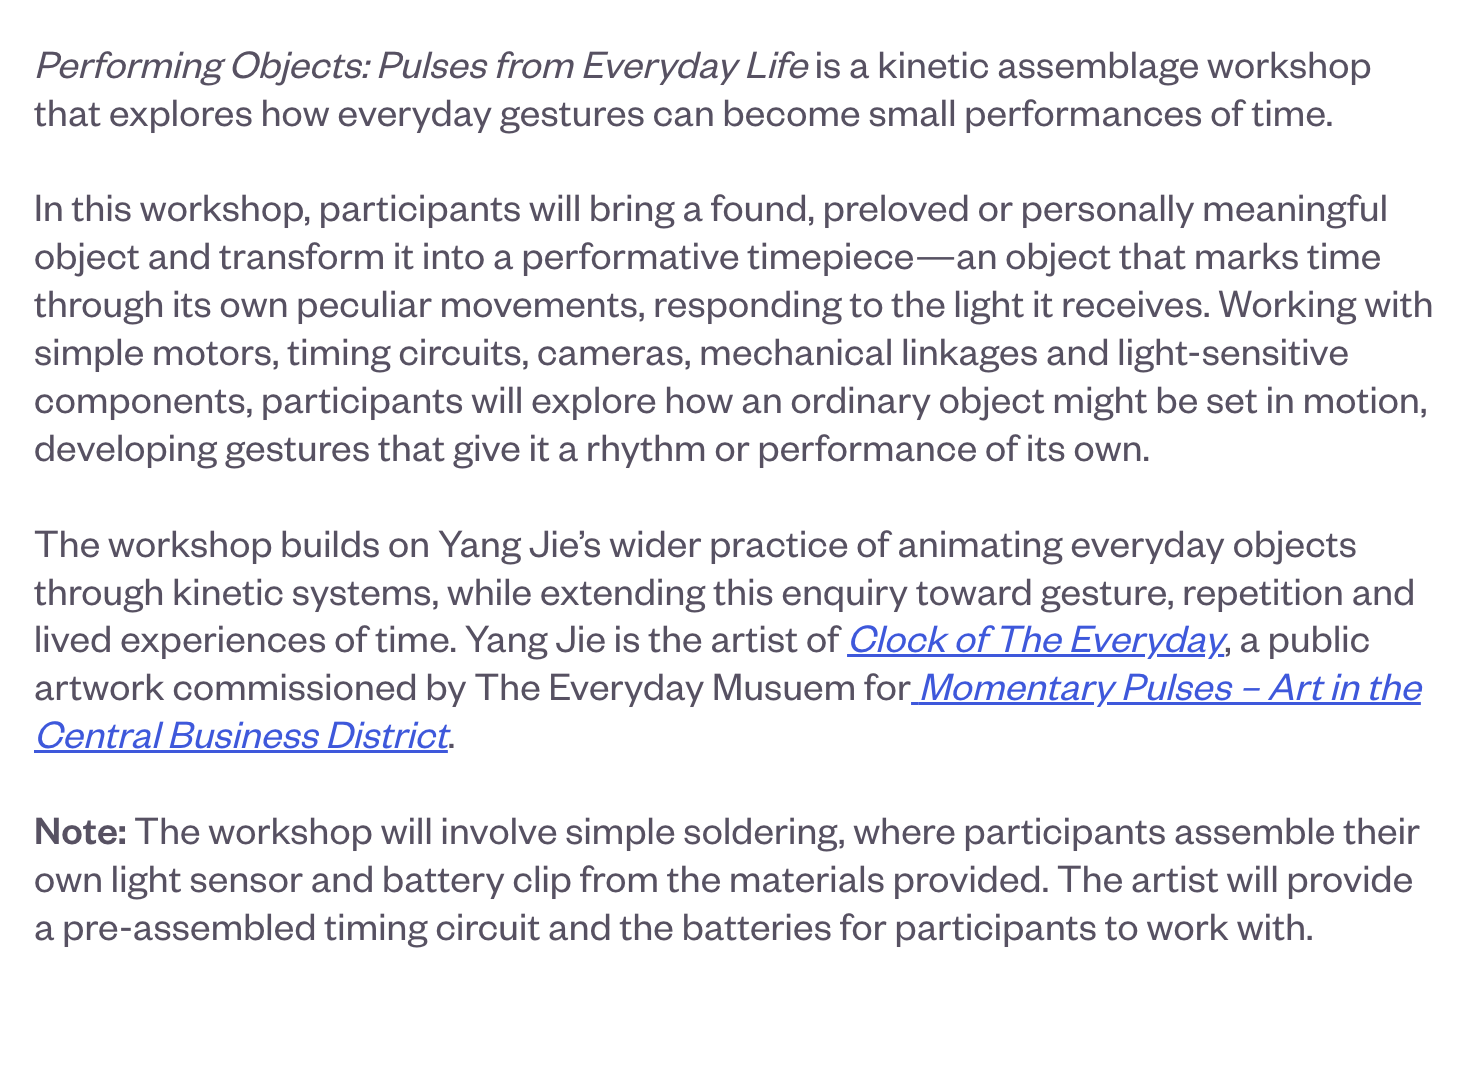 Performing Objects: Pulses from Everyday Life is a kinetic assemblage workshop
that explores how everyday gestures can become small performances of time.
In this workshop, participants will bring a found, preloved or personally meaningful
object and transform it into a performative timepiece—an object that marks time
through its own peculiar movements, responding to the light it receives. Working with
simple motors, timing circuits, cameras, mechanical linkages and light-sensitive
components, participants will explore how an ordinary object might be set in motion,
developing gestures that give it a rhythm or performance of its own.
The workshop builds on Yang Jie’s wider practice of animating everyday objects
through kinetic systems, while extending this enquiry toward gesture, repetition and
lived experiences of time. Yang Jie is the artist of Clock of The Everyday, a public
artwork commissioned by The Everyday Musuem for Momentary Pulses – Art in the
Central Business District.
Note: The workshop will involve simple soldering, where participants assemble their
own light sensor and battery clip from the materials provided. The artist will provide
a pre-assembled timing circuit and the batteries for participants to work with.